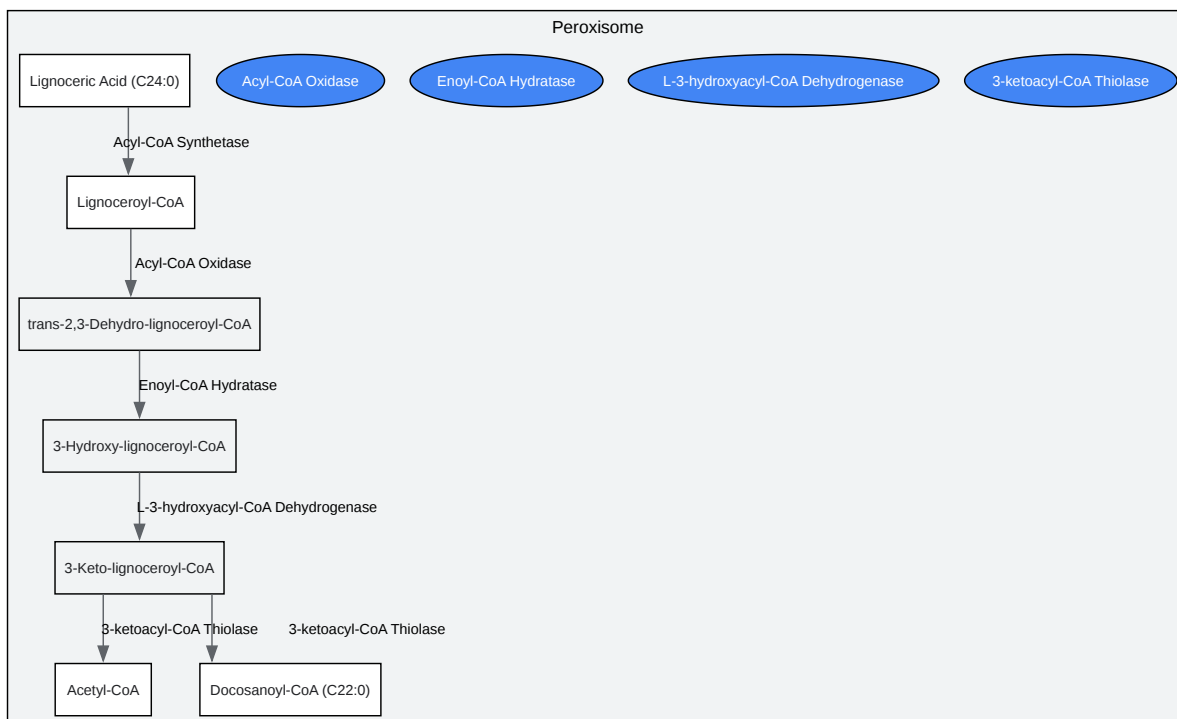 Peroxisome
Lignoceric Acid (C24:0)
Acyl-CoA Oxidase
Enoyl-CoA Hydratase
L-3-hydroxyacyl-CoA Dehydrogenase
3-ketoacyl-CoA Thiolase
Acyl-CoA Synthetase
Lignoceroyl-CoA
Acyl-CoA Oxidase
trans-2,3-Dehydro-lignoceroyl-CoA
Enoyl-CoA Hydratase
3-Hydroxy-lignoceroyl-CoA
L-3-hydroxyacyl-CoA Dehydrogenase
3-Keto-lignoceroyl-CoA
3-ketoacyl-CoA Thiolase
3-ketoacyl-CoA Thiolase
Acetyl-CoA
Docosanoyl-CoA (C22:0)